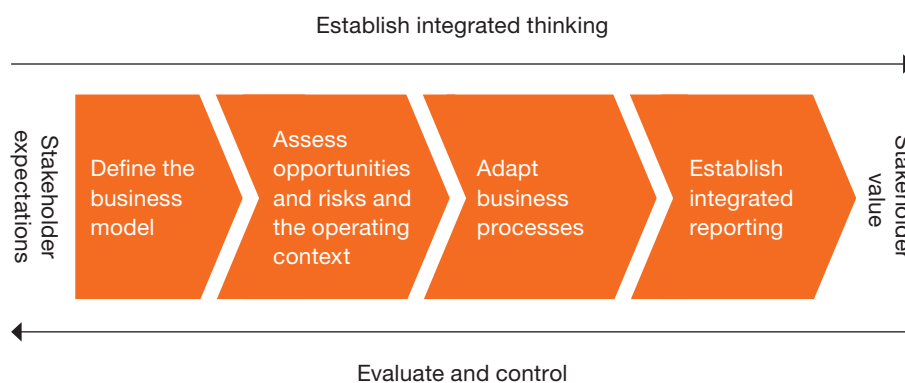 Establish integrated thinking
Stakeholder
expectations
Define the
business
model
Assess
opportunities
and risks and
the operating
context
Adapt
business
processes
Establish
integrated
reporting
Stakeholder
value
Evaluate and control